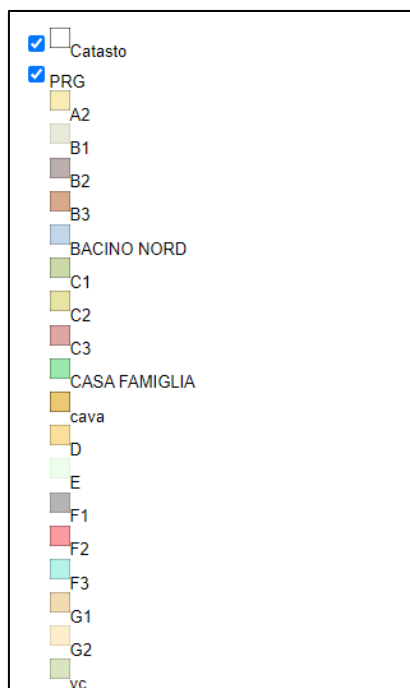 Catasto
PRG
A2
B1
B2
B3
BACINO NORD
C1
C2
C3
CASA FAMIGLIA
cava
D
E
F1
F2
F3
G1
G2
vc